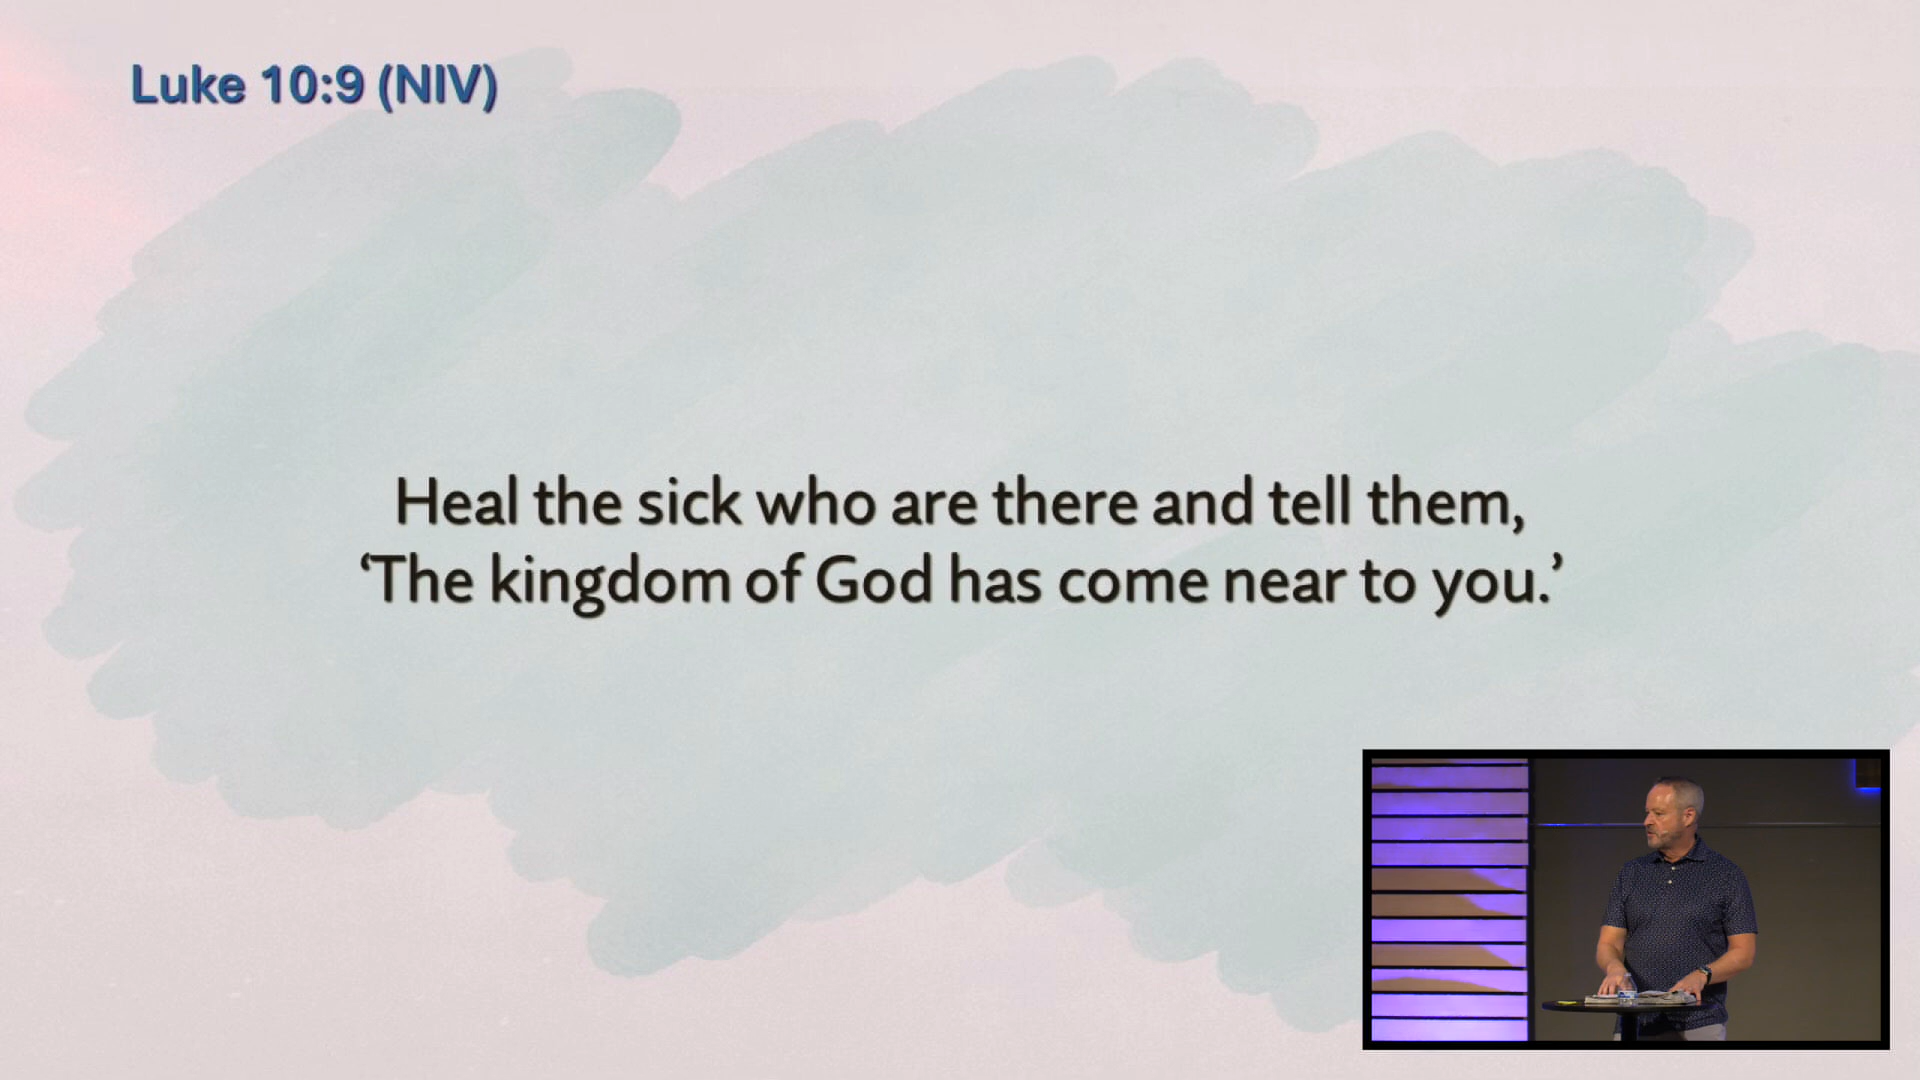 Luke 10:9 (NIV)
Heal the sick who are there and tell them,
‘The kingdom of God has come near to you.’